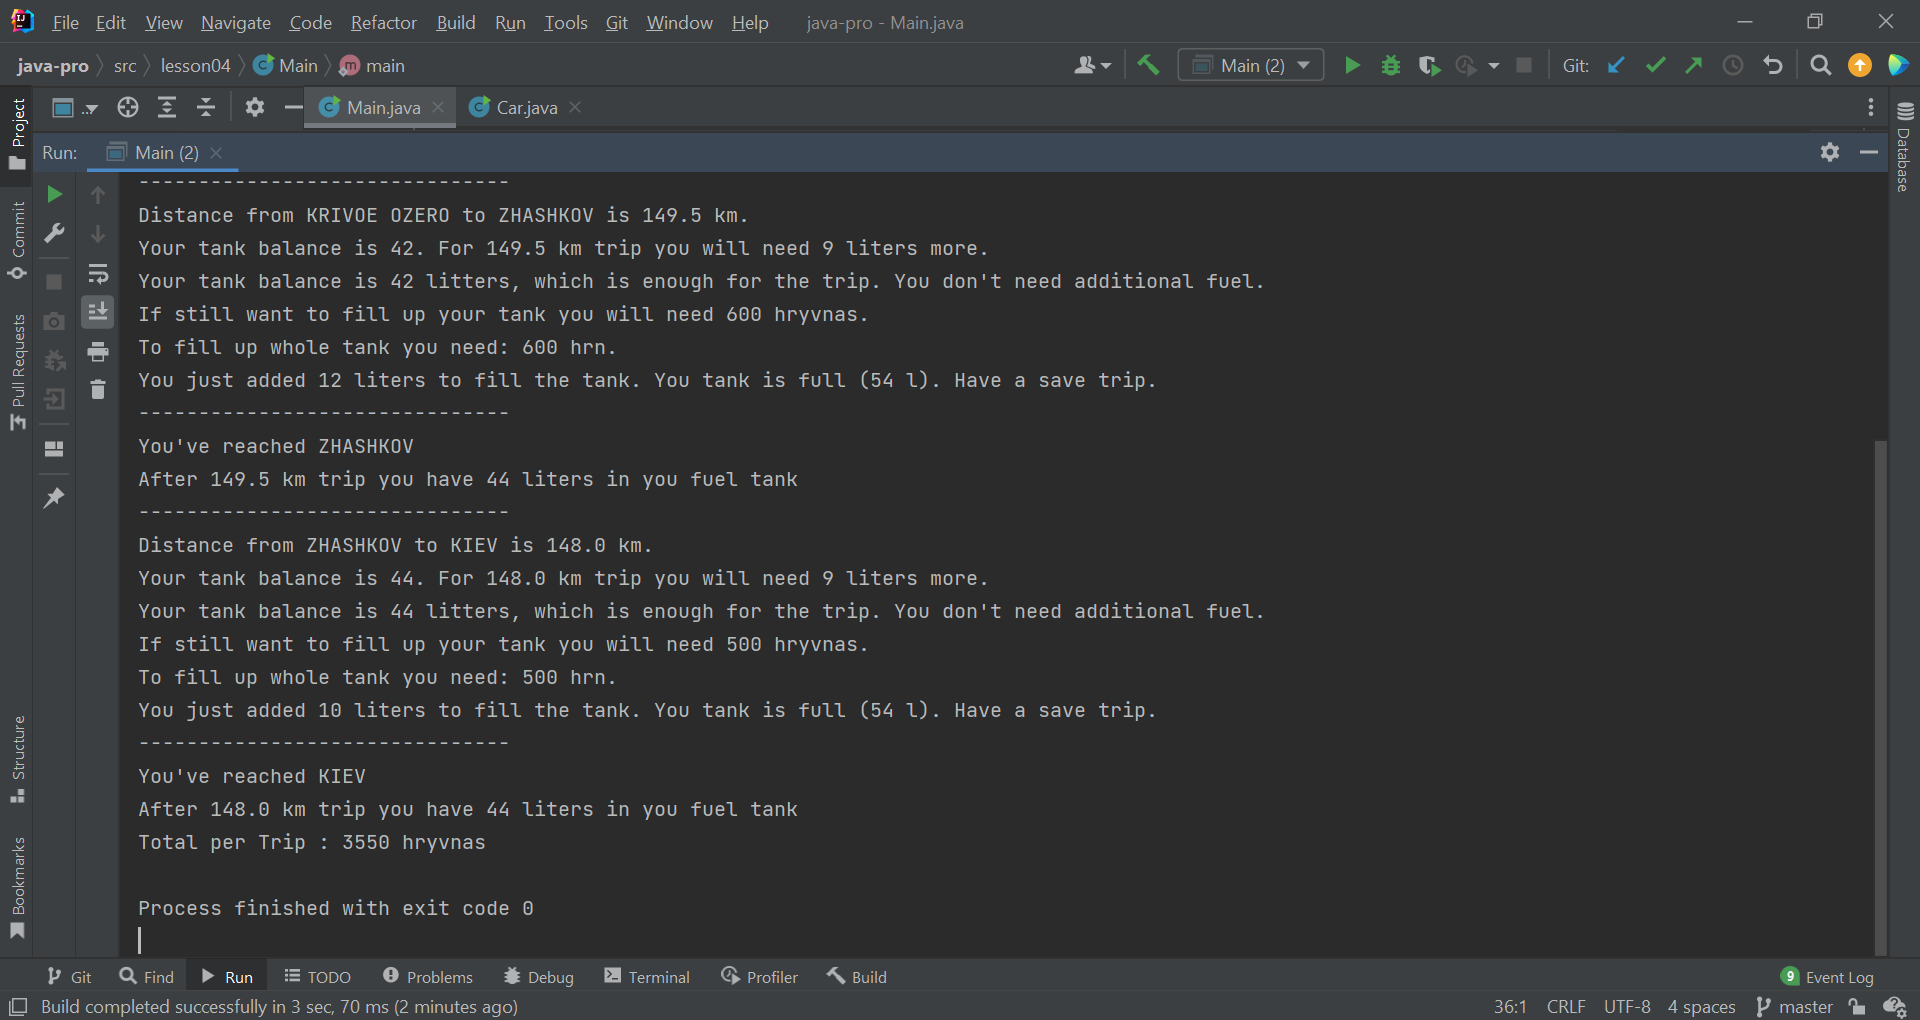 File Edit View Navigate Code Refactor Build Run Tools Git Window Help java-pro - Main.java
java-pro src lesson04 Main main Main (2) Git:
Project Main.java Car.java
Run: Main (2)
Database
Commit
Pull Requests
Structure
Bookmarks
-------------------------------
Distance from KRIVOE OZERO to ZHASHKOV is 149.5 km.
Your tank balance is 42. For 149.5 km trip you will need 9 liters more.
Your tank balance is 42 litters, which is enough for the trip. You don't need additional fuel.
If still want to fill up your tank you will need 600 hryvnas.
To fill up whole tank you need: 600 hrn.
You just added 12 liters to fill the tank. You tank is full (54 l). Have a save trip.
-------------------------------
You've reached ZHASHKOV
After 149.5 km trip you have 44 liters in you fuel tank
-------------------------------
Distance from ZHASHKOV to KIEV is 148.0 km.
Your tank balance is 44. For 148.0 km trip you will need 9 liters more.
Your tank balance is 44 litters, which is enough for the trip. You don't need additional fuel.
If still want to fill up your tank you will need 500 hryvnas.
To fill up whole tank you need: 500 hrn.
You just added 10 liters to fill the tank. You tank is full (54 l). Have a save trip.
-------------------------------
You've reached KIEV
After 148.0 km trip you have 44 liters in you fuel tank
Total per Trip : 3550 hryvnas
Process finished with exit code 0
Git Find Run TODO Problems Debug Terminal Profiler Build 9 Event Log
Build completed successfully in 3 sec, 70 ms (2 minutes ago) 36:1 CRLF UTF-8 4 spaces master